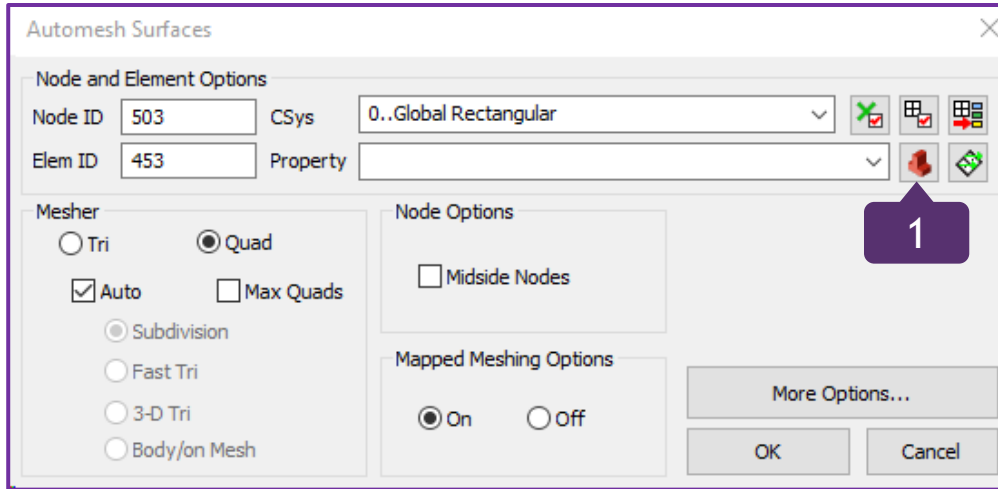 Automesh Surfaces
Node and Element Options
Node ID 503 CSys 0..Global Rectangular
Elem ID 453 Property
1
Mesher
Tri Quad
Auto Max Quads
Subdivision
Fast Tri
3-D Tri
Body/on Mesh
Node Options
Midside Nodes
Mapped Meshing Options
On Off
More Options...
OK Cancel